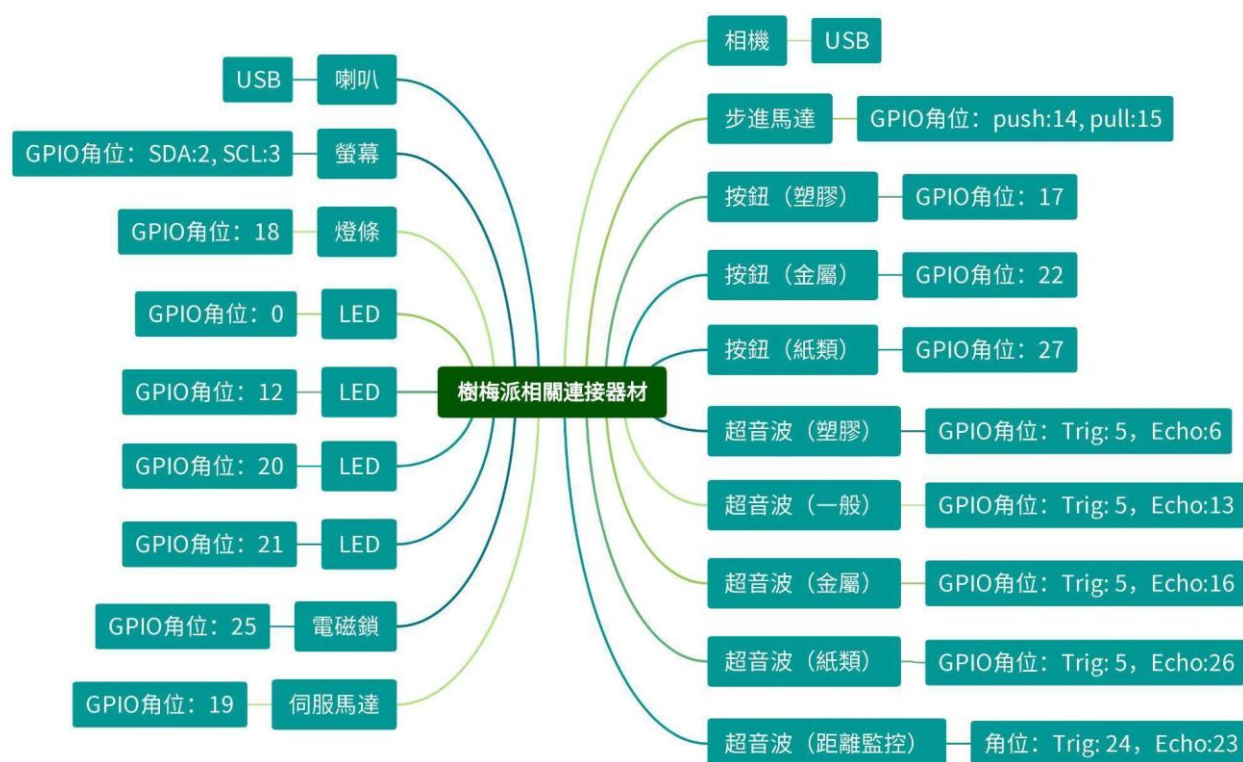 樹梅派相關連接器材
喇叭
USB
螢幕
GPIO角位：SDA:2, SCL:3
燈條
GPIO角位：18
LED
GPIO角位：0
LED
GPIO角位：12
LED
GPIO角位：20
LED
GPIO角位：21
電磁鎖
GPIO角位：25
伺服馬達
GPIO角位：19
相機
USB
步進馬達
GPIO角位：push:14, pull:15
按鈕（塑膠）
GPIO角位：17
按鈕（金屬）
GPIO角位：22
按鈕（紙類）
GPIO角位：27
超音波（塑膠）
GPIO角位：Trig: 5，Echo:6
超音波（一般）
GPIO角位：Trig: 5，Echo:13
超音波（金屬）
GPIO角位：Trig: 5，Echo:16
超音波（紙類）
GPIO角位：Trig: 5，Echo:26
超音波（距離監控）
角位：Trig: 24，Echo:23